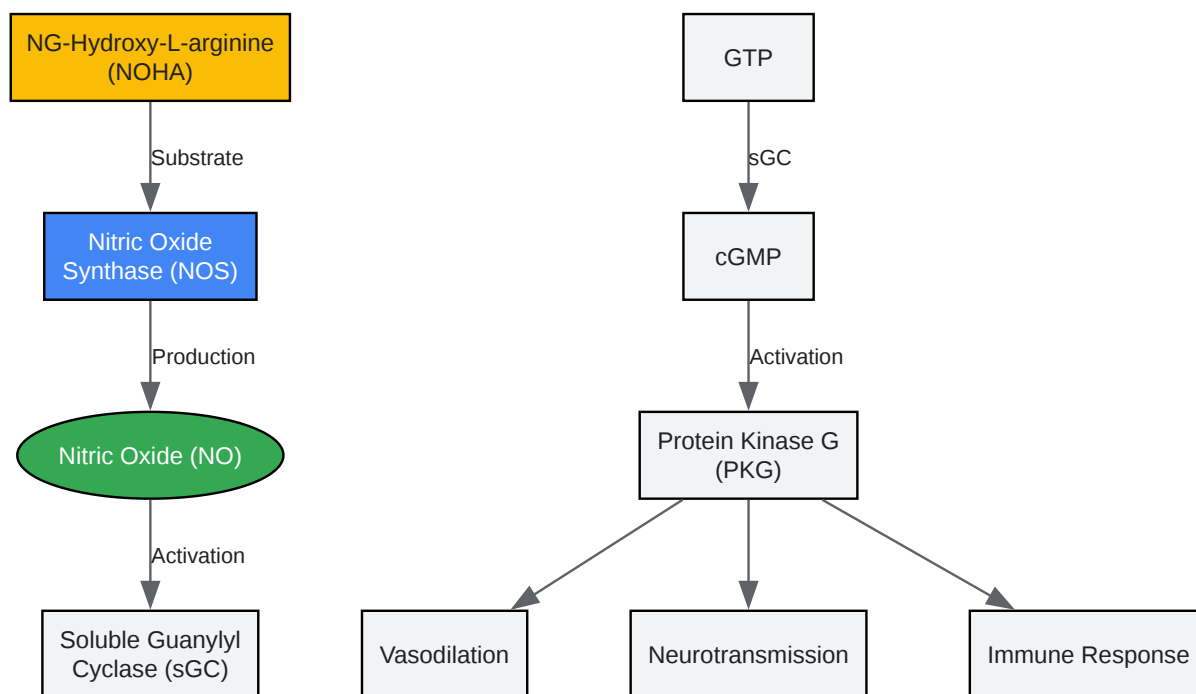 NG-Hydroxy-L-arginine
(NOHA)
Substrate
Nitric Oxide
Synthase (NOS)
Production
Nitric Oxide (NO)
Activation
Soluble Guanylyl
Cyclase (sGC)
GTP
sGC
cGMP
Activation
Protein Kinase G
(PKG)
Vasodilation
Neurotransmission
Immune Response